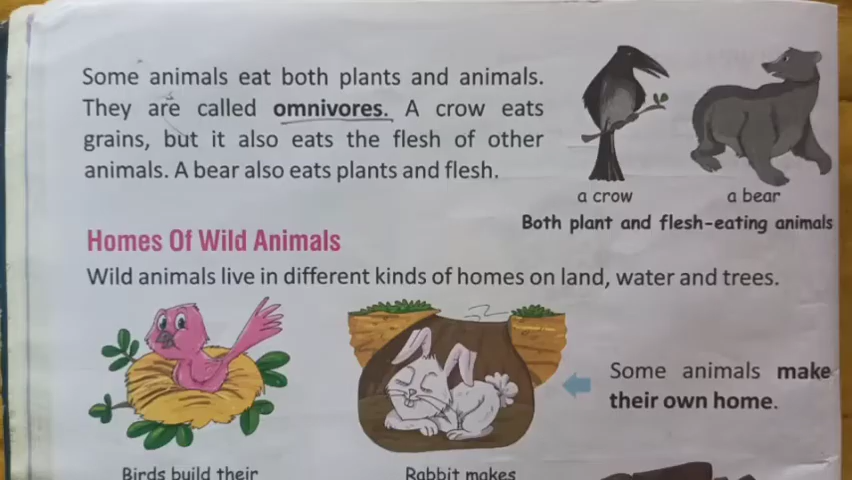 Some animals eat both plants and animals.
They are called omnivores. A crow eats
grains, but it also eats the flesh of other
animals. A bear also eats plants and flesh.
a crow
a bear
Both plant and flesh-eating animals
Homes Of Wild Animals
Wild animals live in different kinds of homes on land, water and trees.
Some animals make
their own home.
Birds build their
Rabbit makes